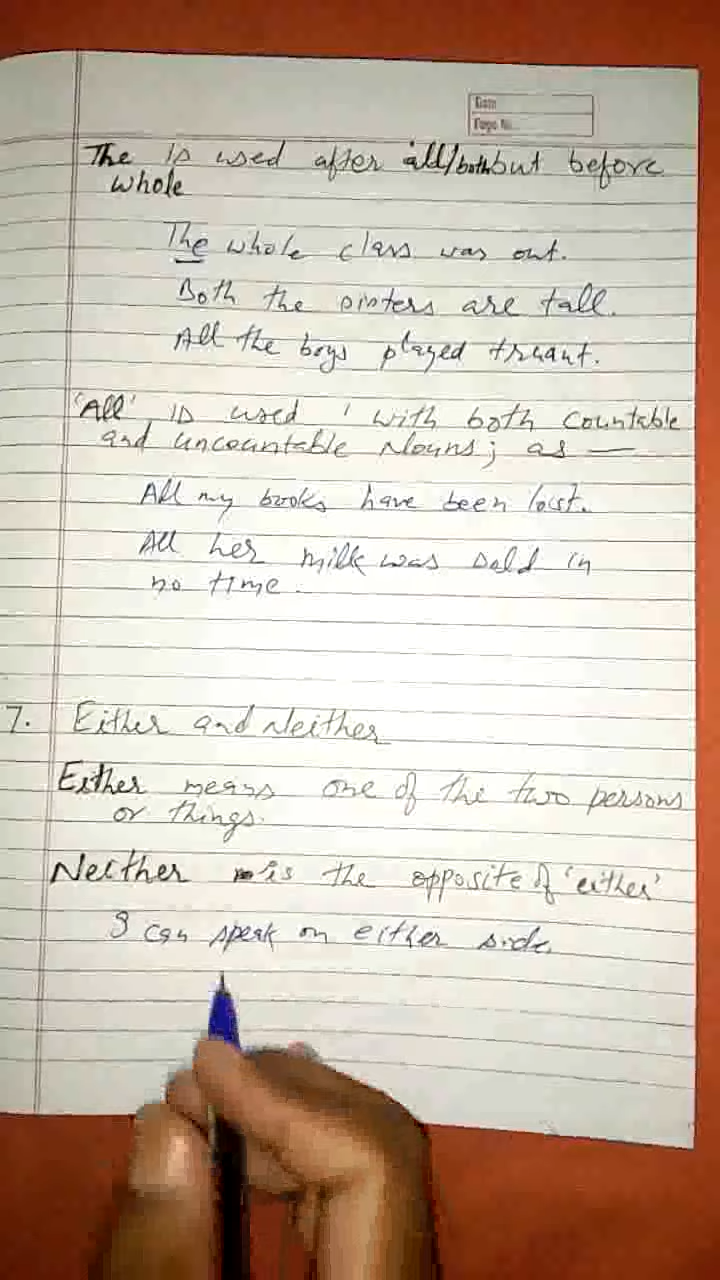 Date
Page No.
The is used after all/both but before
whole
The whole class was out.
Both the sisters are tall.
All the boys played truant.
'All' is used with both countable
and uncountable Nouns; as —
All my books have been lost.
All her milk was sold in
no time.
7. Either and Neither
Either means one of the two persons
or things.
Neither is the opposite of 'either'
I can speak on either side.